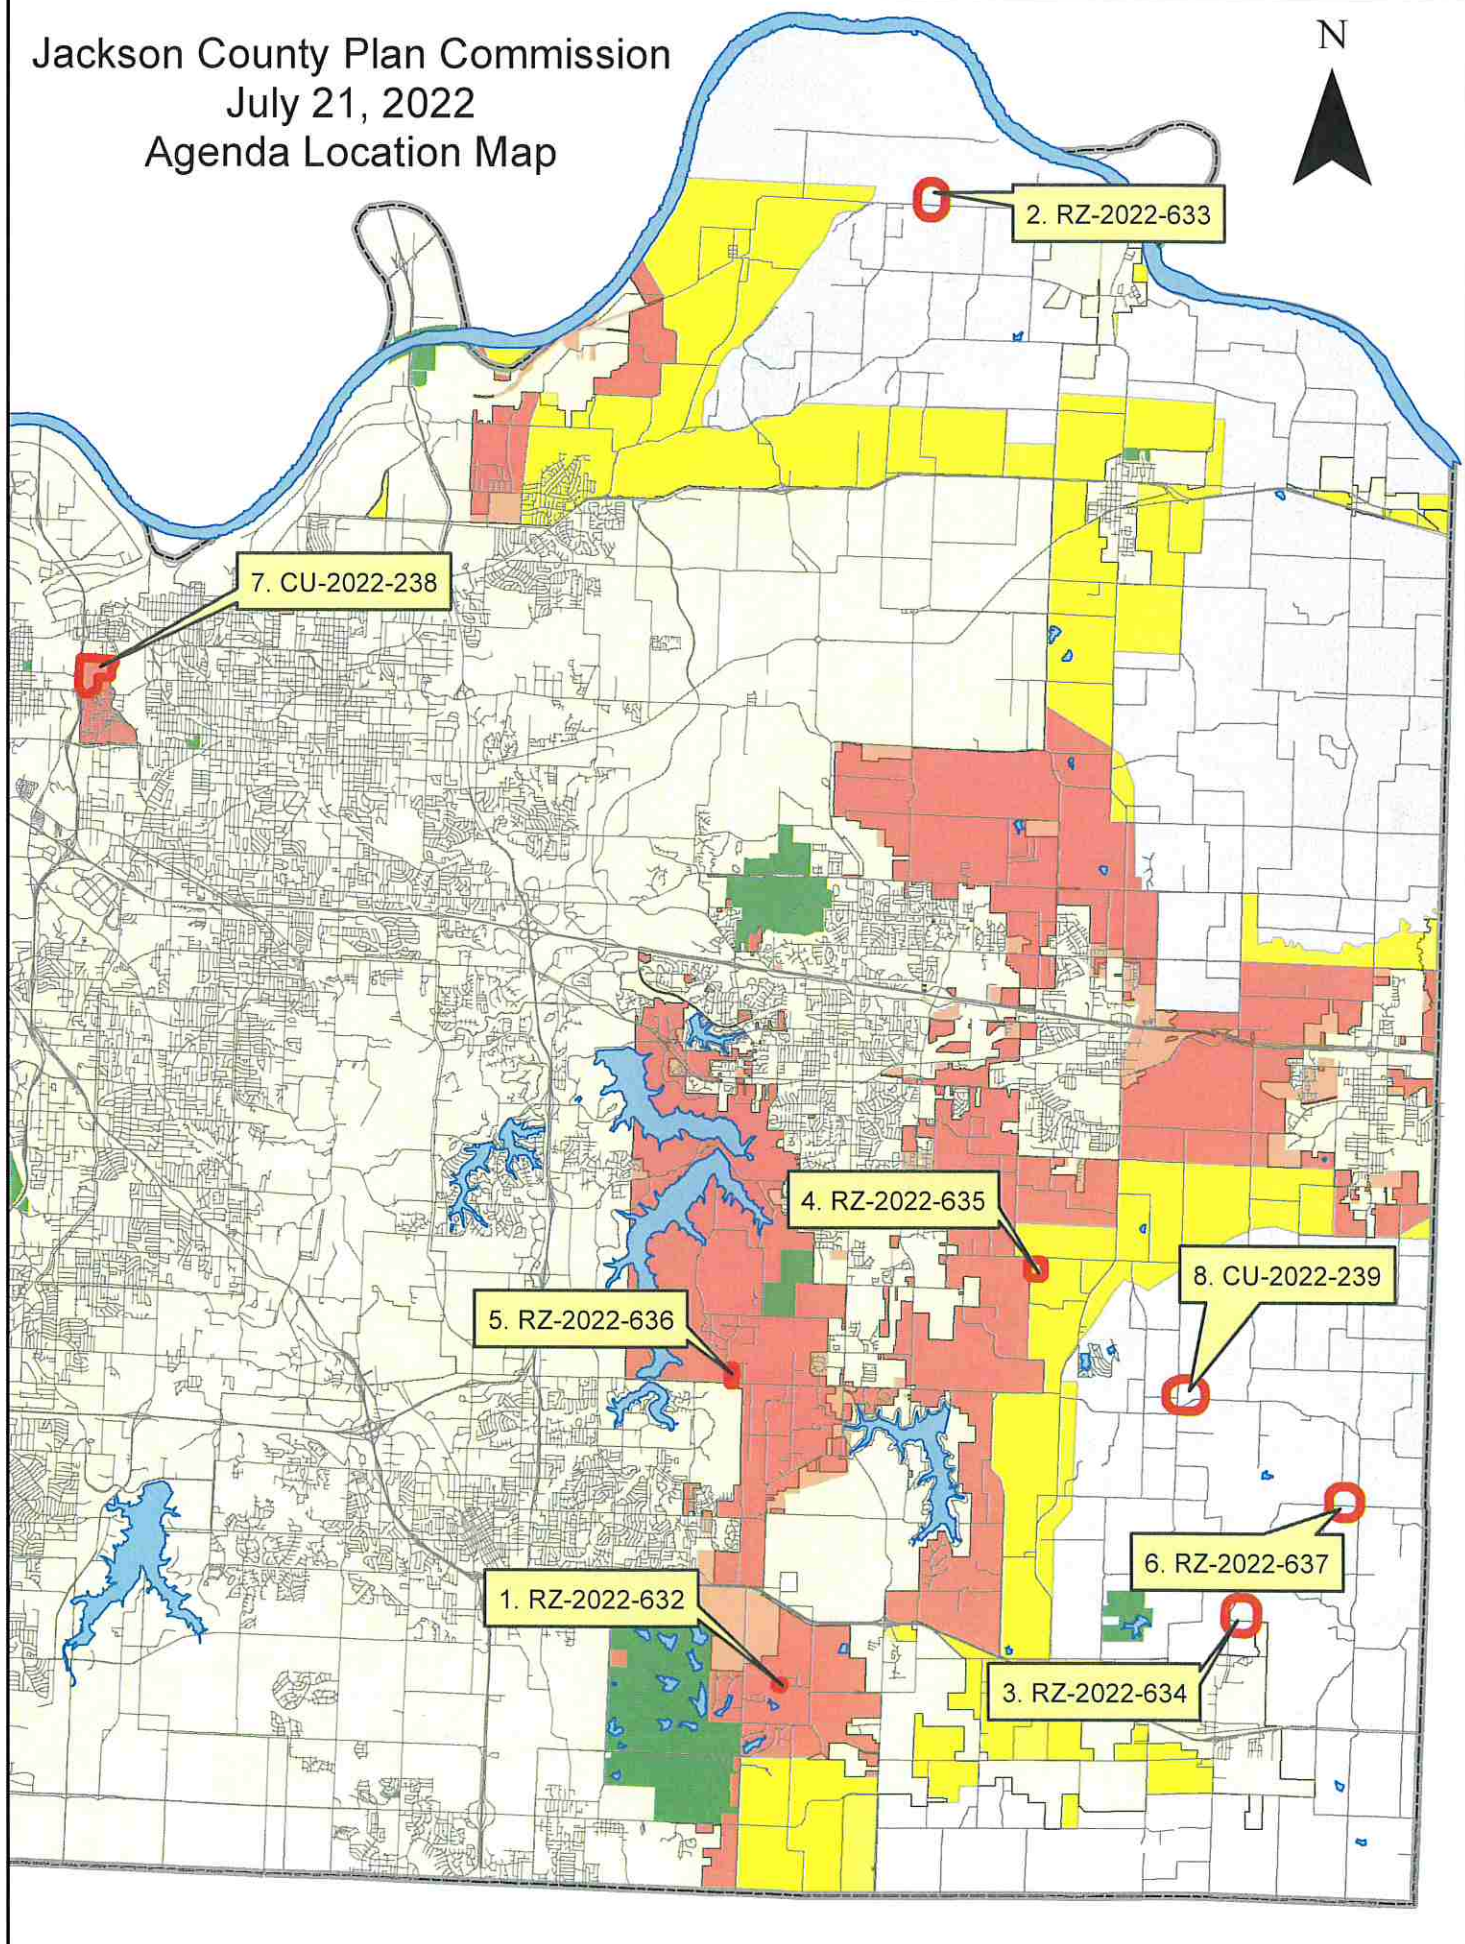 Jackson County Plan Commission
July 21, 2022
Agenda Location Map
N
2. RZ-2022-633
7. CU-2022-238
4. RZ-2022-635
8. CU-2022-239
5. RZ-2022-636
6. RZ-2022-637
1. RZ-2022-632
3. RZ-2022-634